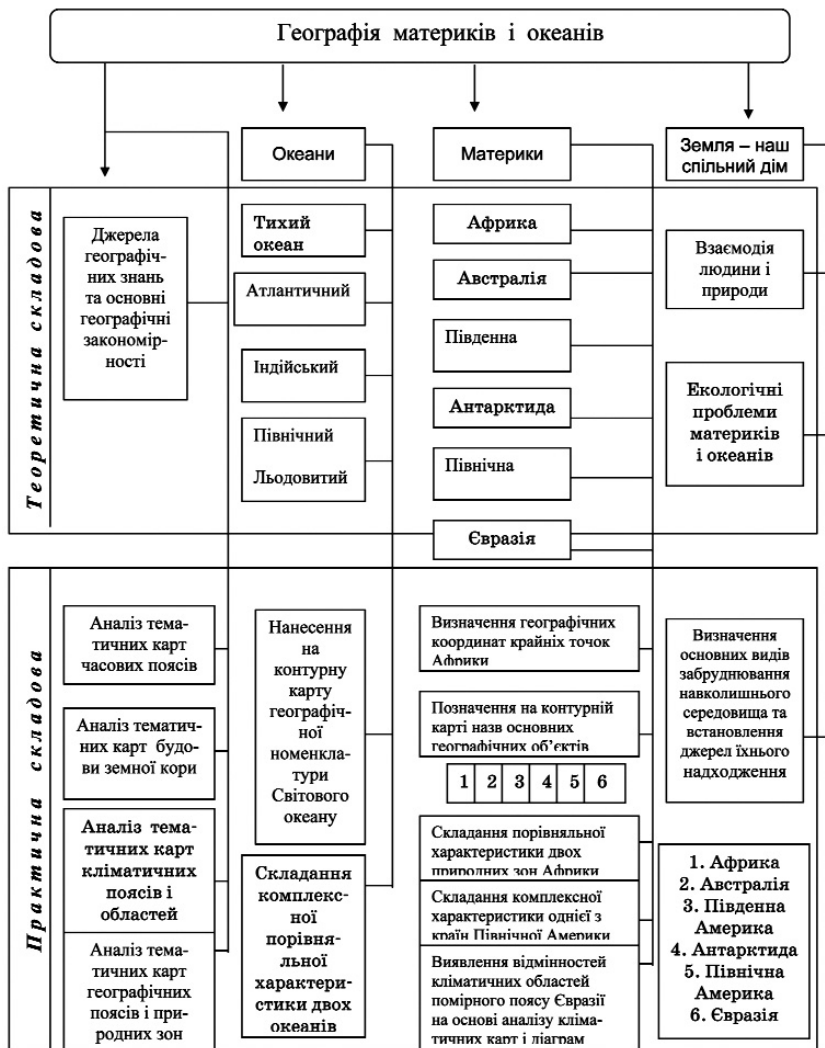 Географія материків і океанів
Океани
Материки
Земля – наш
спільний дім
Теоретична складова
Джерела
географіч-
них знань
та основні
географічні
закономір-
ності
Тихий
океан
Атлантичний
Індійський
Північний
Льодовитий
Африка
Австралія
Південна
Антарктида
Північна
Євразія
Взаємодія
людини і
природи
Екологічні
проблеми
материків
і океанів
Практична складова
Аналіз тема-
тичних карт
часових поясів
Аналіз тематич-
них карт будо-
ви земної кори
Аналіз тема-
тичних карт
кліматичних
поясів і
областей
Аналіз тема-
тичних карт
географічних
поясів і при-
родних зон
Нанесення
на
контурну
карту
географіч-
ної
номенкла-
тури
Світового
океану
Складання
комплекс-
ної
порівня-
льної
характери-
стики двох
океанів
Визначення географічних
координат крайніх точок
Африки
Позначення на контурній
карті назв основних
географічних об’єктів
1 2 3 4 5 6
Складання порівняльної
характеристики двох
природних зон Африки
Складання комплексної
характеристики однієї з
країн Північної Америки
Виявлення відмінностей
кліматичних областей
помірного поясу Євразії
на основі аналізу кліма-
тичних карт і діаграм
Визначення
основних видів
забруднювання
навколишнього
середовища та
встановлення
джерел їхнього
надходження
1. Африка
2. Австралія
3. Південна
Америка
4. Антарктида
5. Північна
Америка
6. Євразія